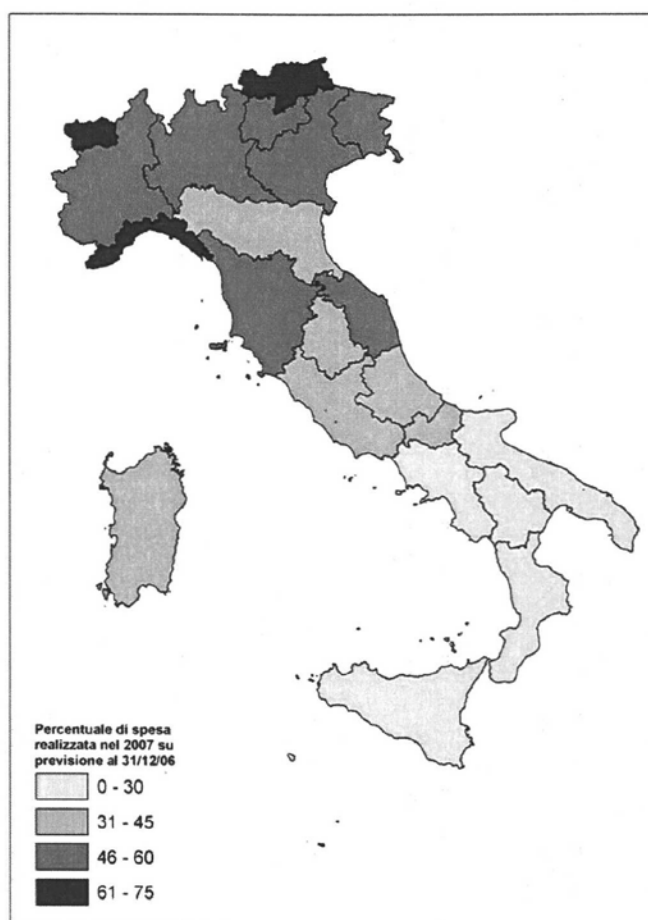 Percentuale di spesa
realizzata nel 2007 su
previsione al 31/12/06
0 - 30
31 - 45
46 - 60
61 - 75